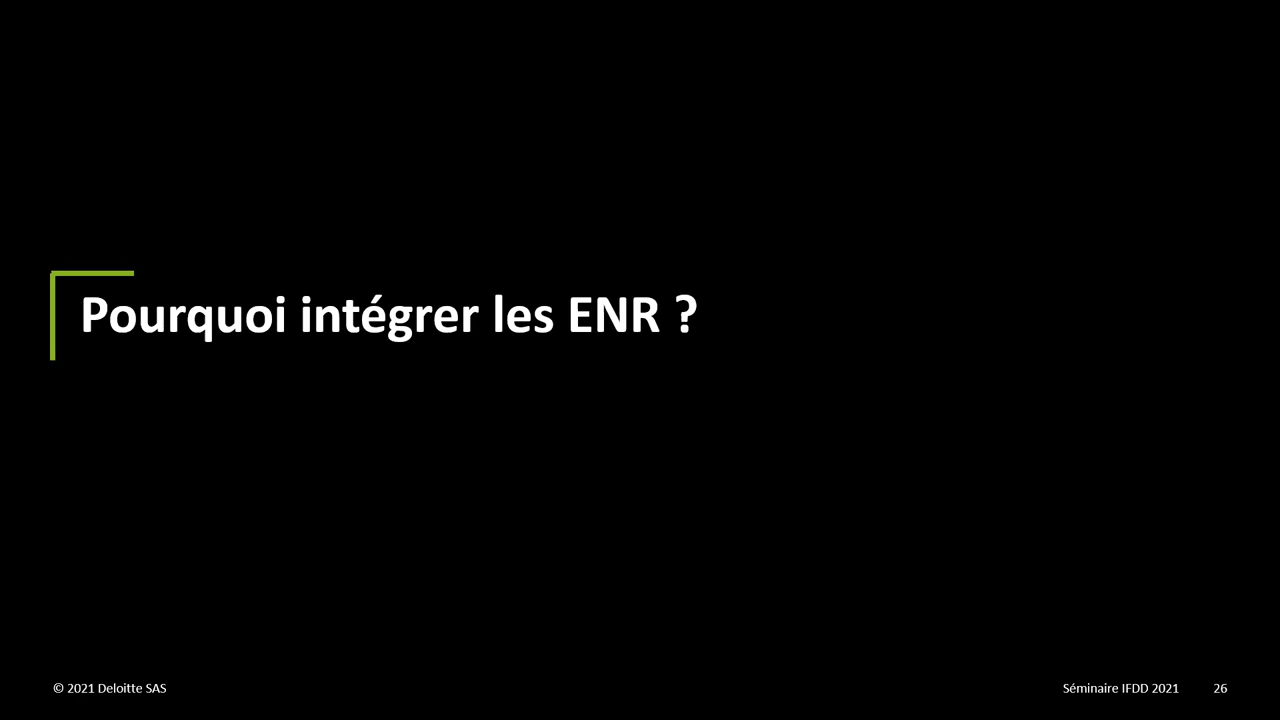 Pourquoi intégrer les ENR ?
© 2021 Deloitte SAS
Séminaire IFDD 2021 26